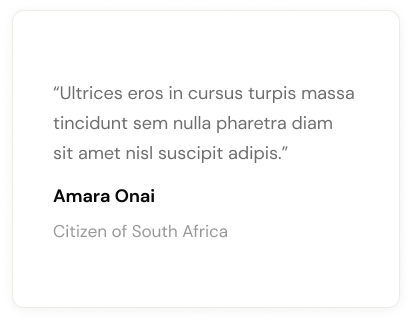 “Ultrices eros in cursus turpis massa
tincidunt sem nulla pharetra diam
sit amet nisl suscipit adipis.”
Amara Onai
Citizen of South Africa